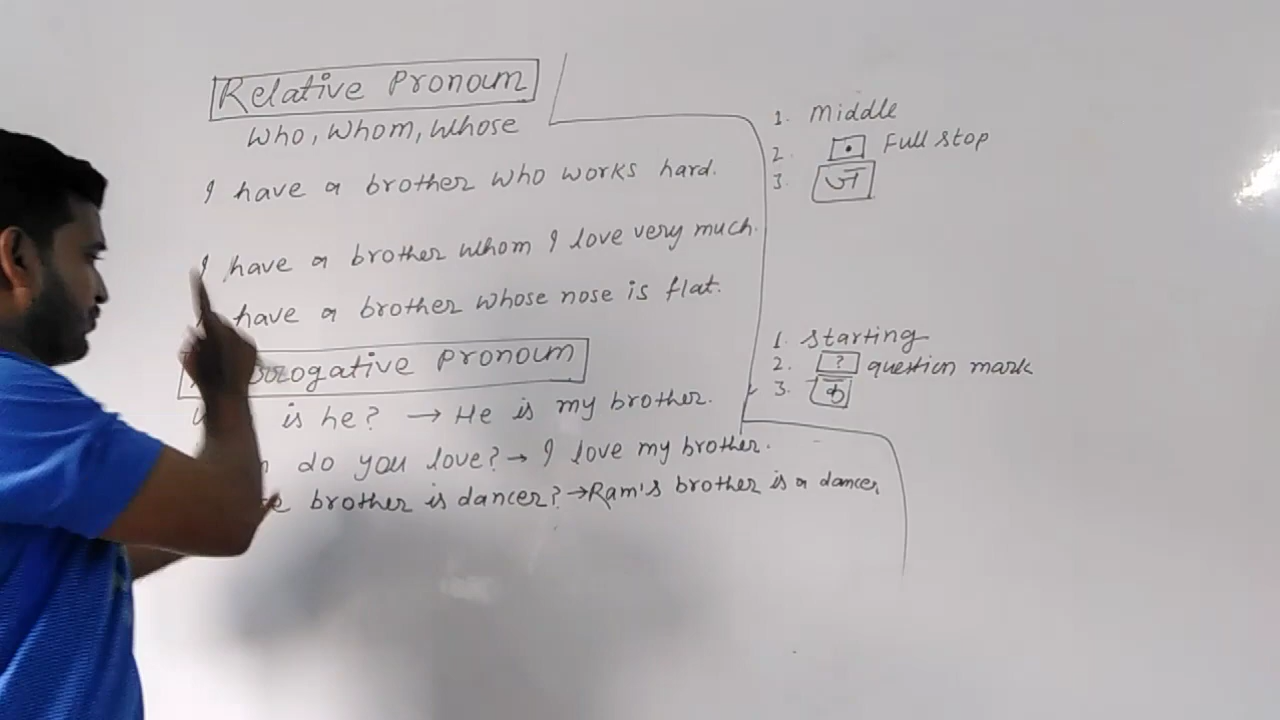 Relative Pronoun
Who, Whom, Whose
I have a brother who works hard.
I have a brother whom I love very much.
have a brother whose nose is flat.
rrogative Pronoun
is he? → He is my brother.
do you love? → I love my brother.
brother is dancer? → Ram's brother is a dancer
1. Middle
2. . Full stop
3. ज
1. Starting
2. ? question mark
3. क